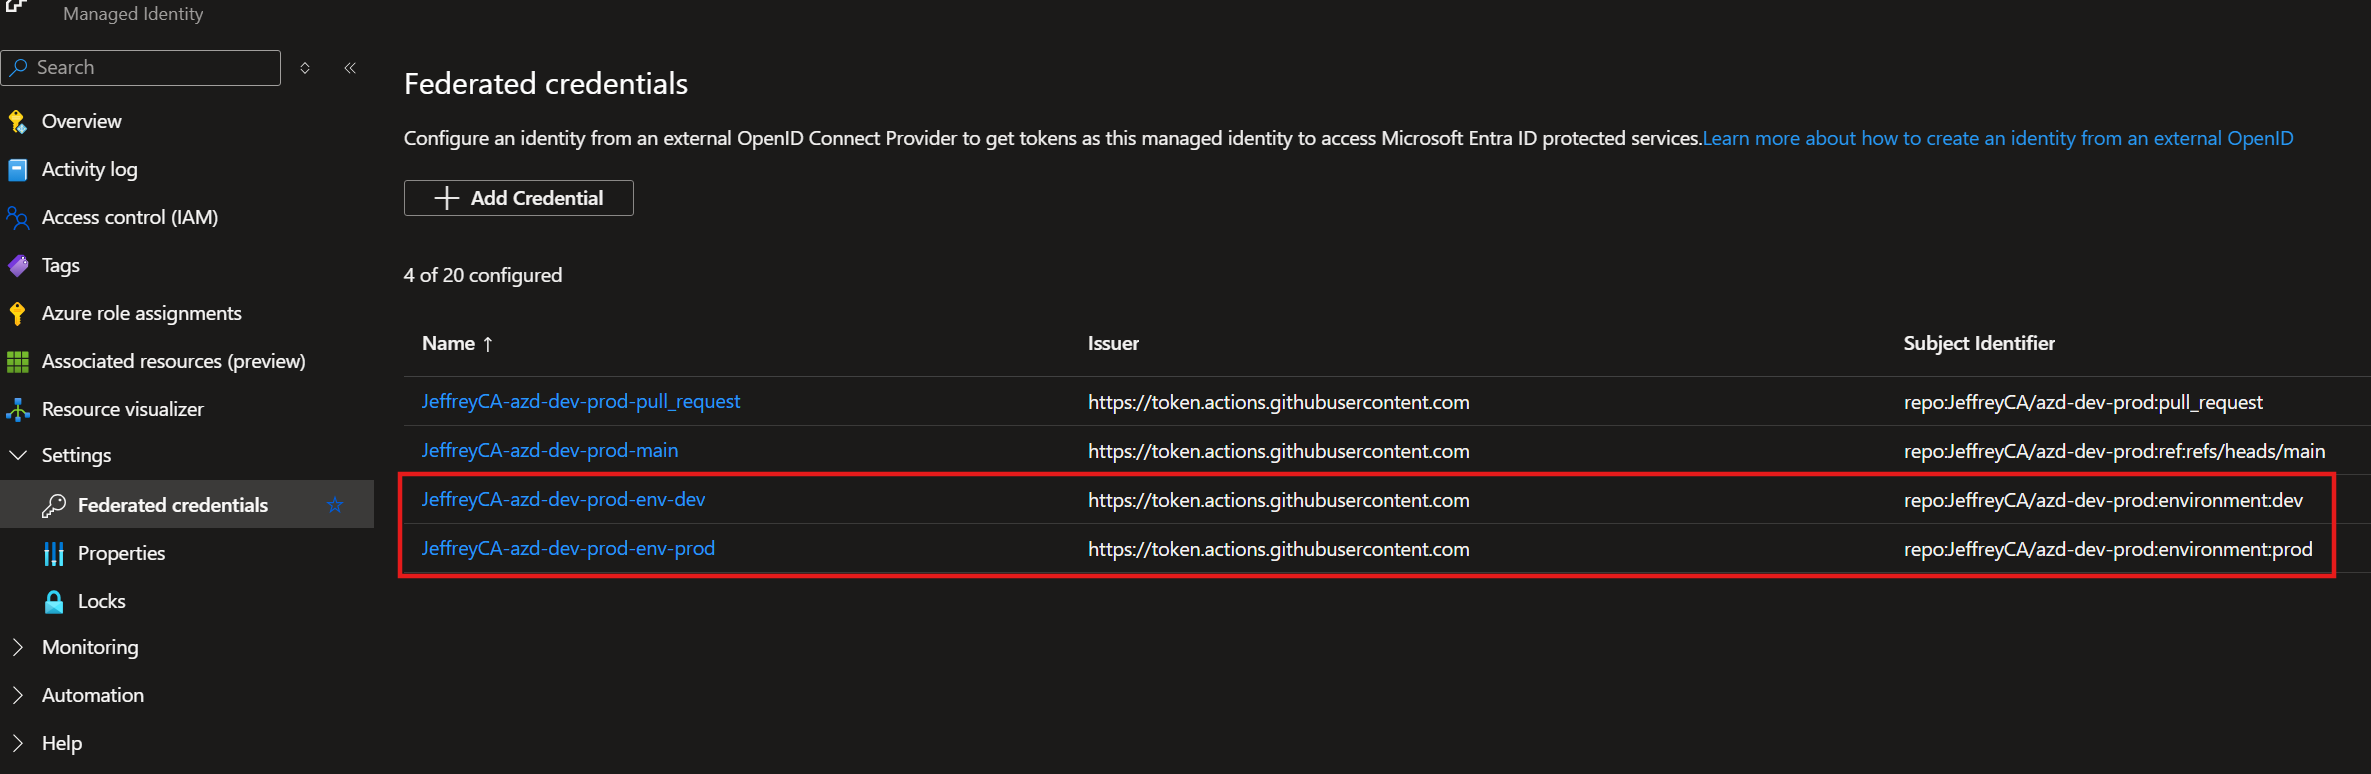 Managed Identity
Search
Overview
Activity log
Access control (IAM)
Tags
Azure role assignments
Associated resources (preview)
Resource visualizer
Settings
Federated credentials
Properties
Locks
Monitoring
Automation
Help
Federated credentials
Configure an identity from an external OpenID Connect Provider to get tokens as this managed identity to access Microsoft Entra ID protected services.Learn more about how to create an identity from an external OpenID
Add Credential
4 of 20 configured
Name ↑ Issuer Subject Identifier
JeffreyCA-azd-dev-prod-pull_request https://token.actions.githubusercontent.com repo:JeffreyCA/azd-dev-prod:pull_request
JeffreyCA-azd-dev-prod-main https://token.actions.githubusercontent.com repo:JeffreyCA/azd-dev-prod:ref:refs/heads/main
JeffreyCA-azd-dev-prod-env-dev https://token.actions.githubusercontent.com repo:JeffreyCA/azd-dev-prod:environment:dev
JeffreyCA-azd-dev-prod-env-prod https://token.actions.githubusercontent.com repo:JeffreyCA/azd-dev-prod:environment:prod